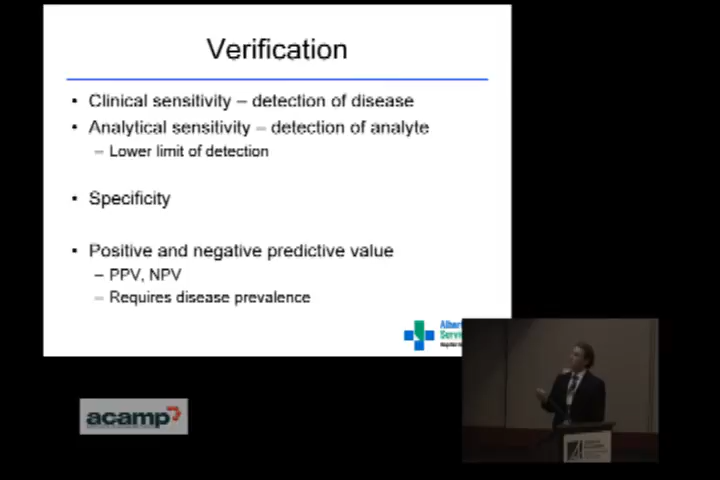 Verification
• Clinical sensitivity – detection of disease
• Analytical sensitivity – detection of analyte
– Lower limit of detection
• Specificity
• Positive and negative predictive value
– PPV, NPV
– Requires disease prevalence
acamp